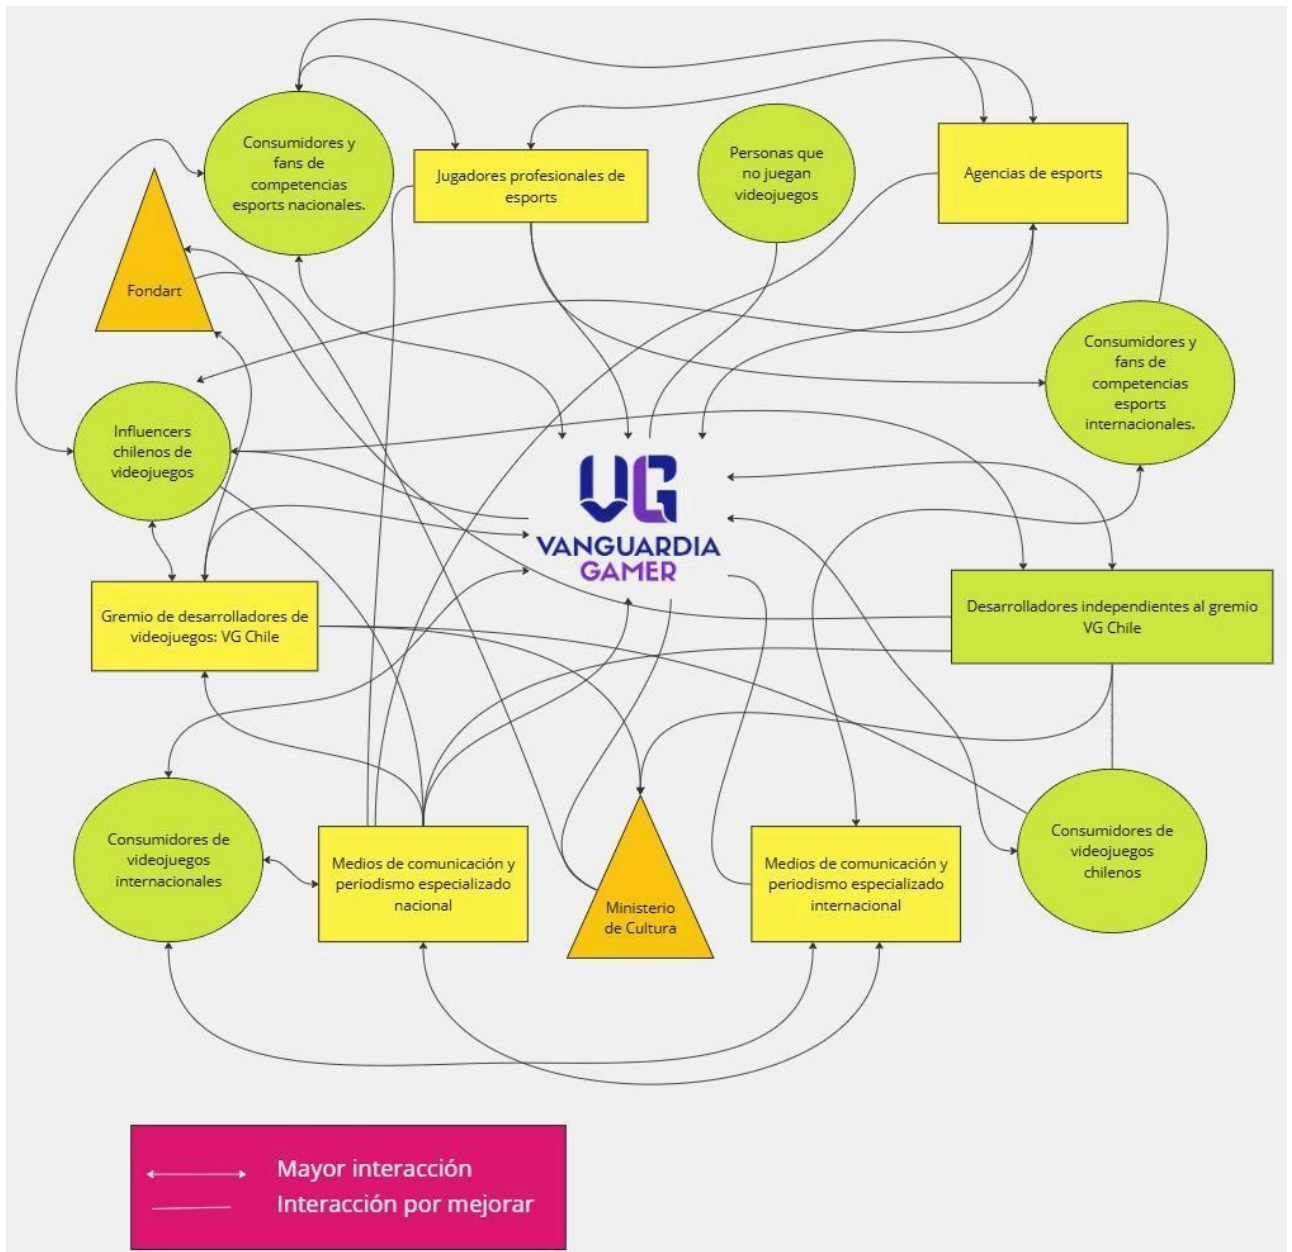 Consumidores y
fans de
competencias
esports nacionales.
Jugadores profesionales de
esports
Personas que
no juegan
videojuegos
Agencias de esports
Fondart
Consumidores y
fans de
competencias
esports
internacionales.
Influencers
chilenos de
videojuegos
VG
VANGUARDIA
GAMER
Gremio de desarrolladores de
videojuegos: VG Chile
Desarrolladores independientes al gremio
VG Chile
Consumidores de
videojuegos
internacionales
Medios de comunicación y
periodismo especializado
nacional
Ministerio
de Cultura
Medios de comunicación y
periodismo especializado
internacional
Consumidores de
videojuegos
chilenos
Mayor interacción
Interacción por mejorar